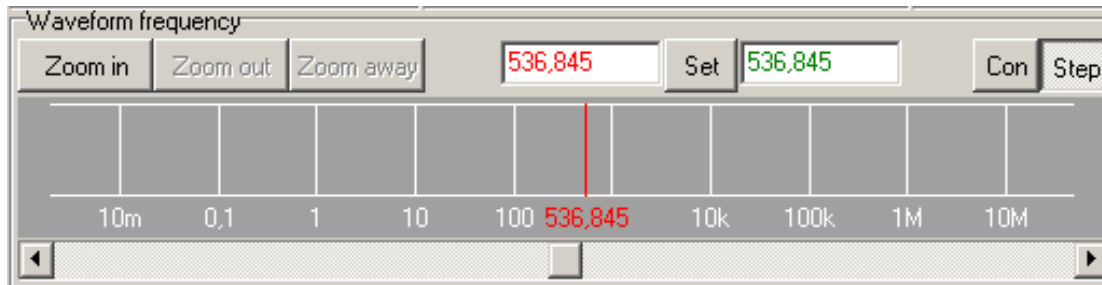 Waveform frequency
Zoom in Zoom out Zoom away 536,845 Set 536,845 Con Step
10m 0,1 1 10 100 536,845 10k 100k 1M 10M